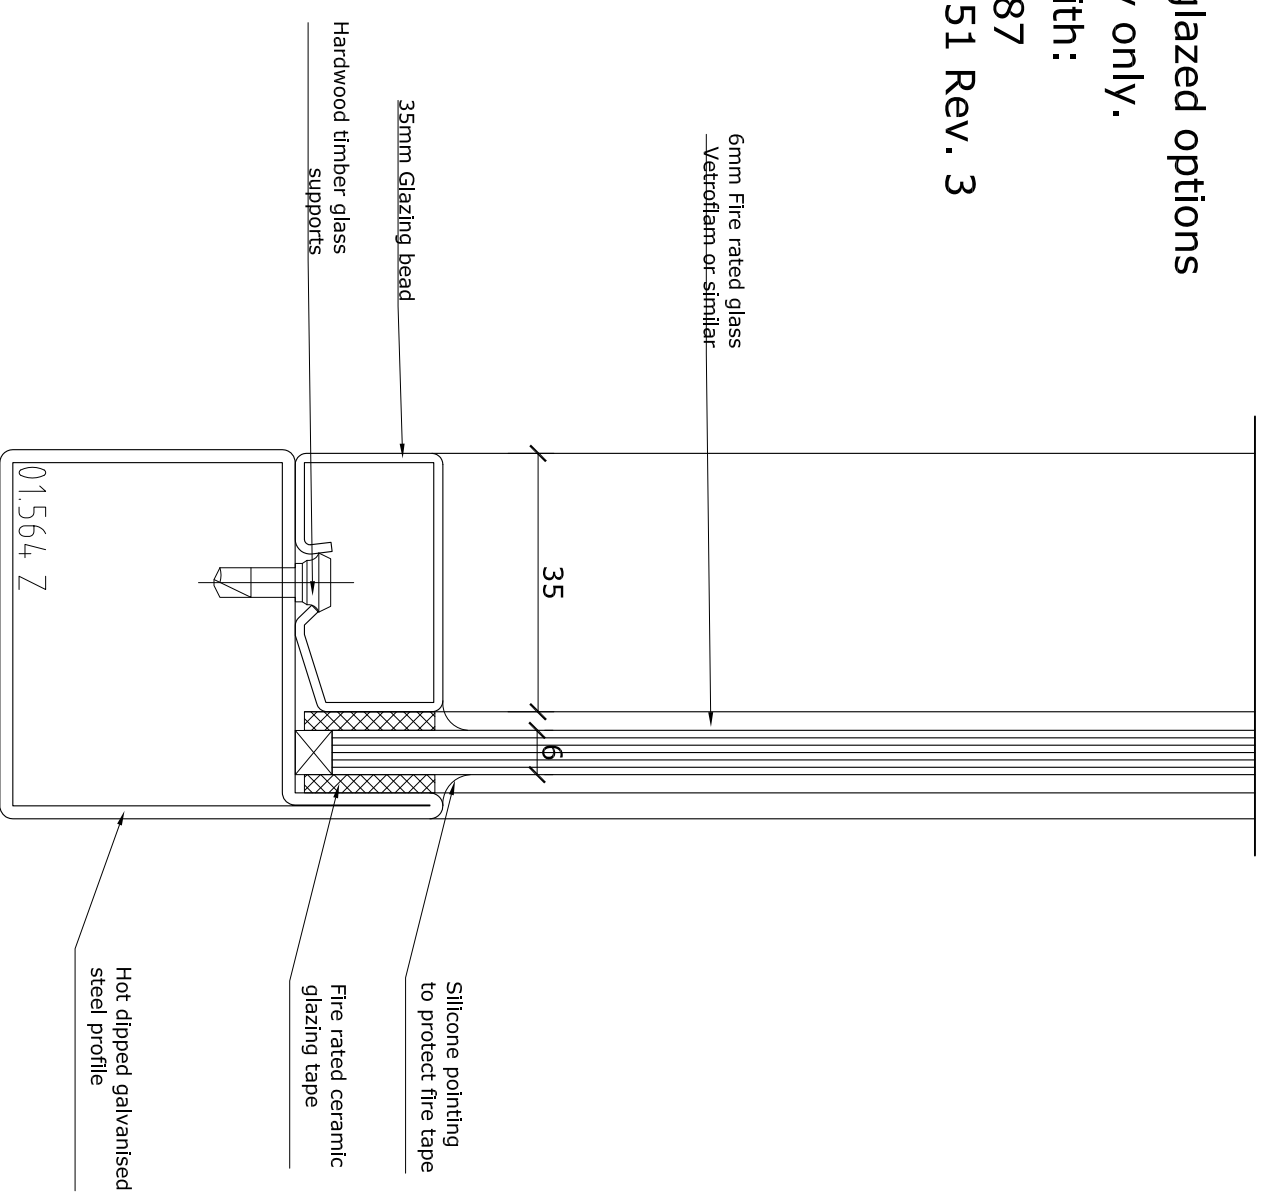 glazed options
y only.
ith:
87
51 Rev. 3
6mm Fire rated glass
Vetroflam or similar
35mm Glazing bead
Hardwood timber glass
supports
35
6
01.564 Z
Silicone pointing
to protect fire tape
Fire rated ceramic
glazing tape
Hot dipped galvanised
steel profile